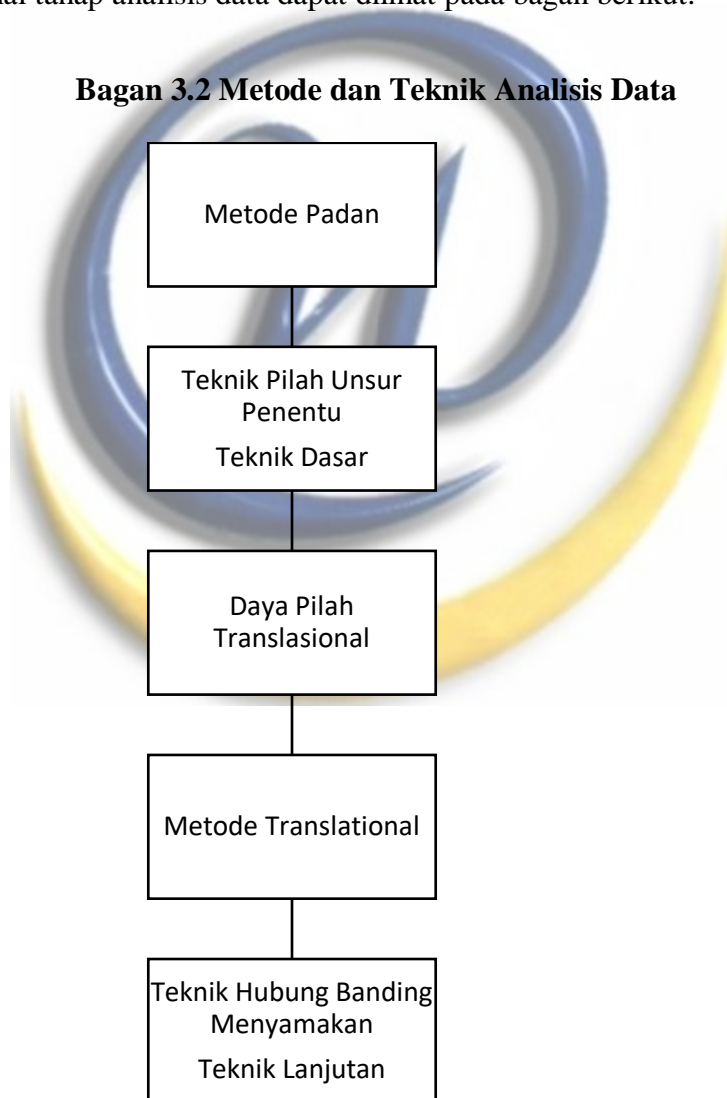 tahap analisis data dapat dilihat pada bagan berikut.
Bagan 3.2 Metode dan Teknik Analisis Data
Metode Padan
Teknik Pilah Unsur
Penentu
Teknik Dasar
Daya Pilah
Translasional
Metode Translational
Teknik Hubung Banding
Menyamakan
Teknik Lanjutan